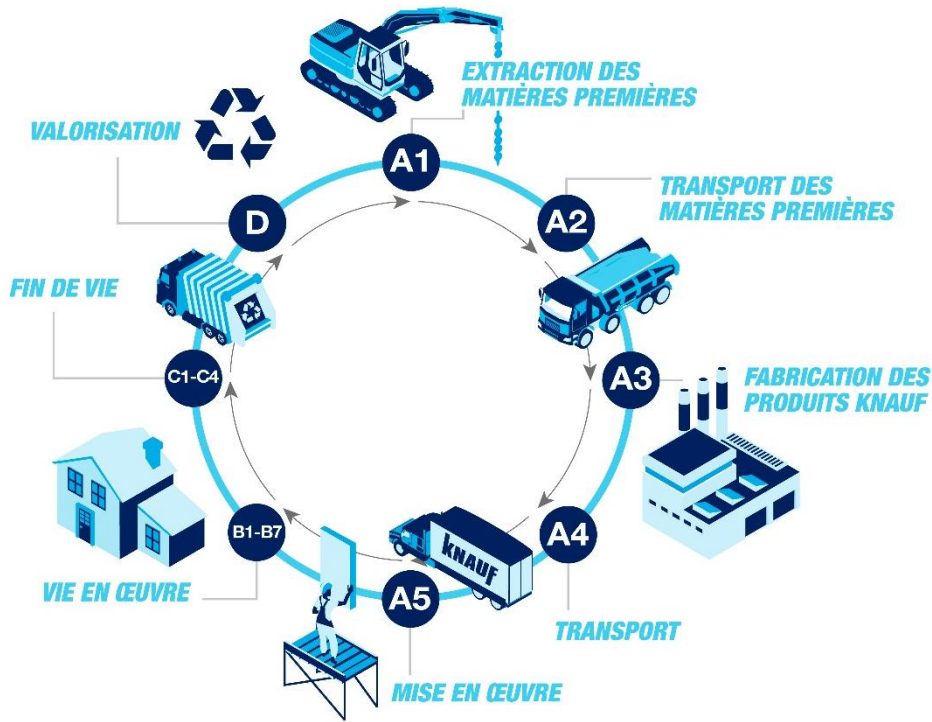 EXTRACTION DES
MATIÈRES PREMIÈRES
A1
TRANSPORT DES
MATIÈRES PREMIÈRES
A2
FABRICATION DES
PRODUITS KNAUF
A3
A4
TRANSPORT
KNAUF
A5
MISE EN ŒUVRE
B1-B7
VIE EN ŒUVRE
C1-C4
FIN DE VIE
D
VALORISATION